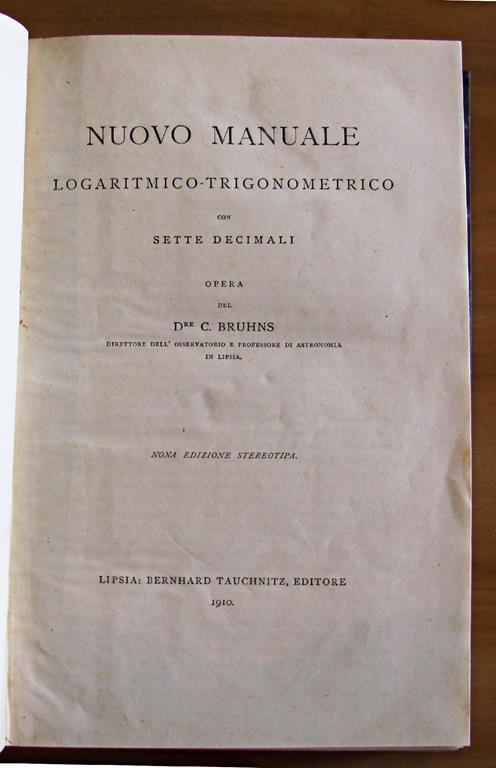 NUOVO MANUALE
LOGARITMICO-TRIGONOMETRICO
CON
SETTE DECIMALI
OPERA
DEL
DRE C. BRUHNS
DIRETTORE DELL' OSSERVATORIO E PROFESSORE DI ASTRONOMIA
IN LIPSIA.
NONA EDIZIONE STEREOTIPA.
LIPSIA: BERNHARD TAUCHNITZ, EDITORE
1910.